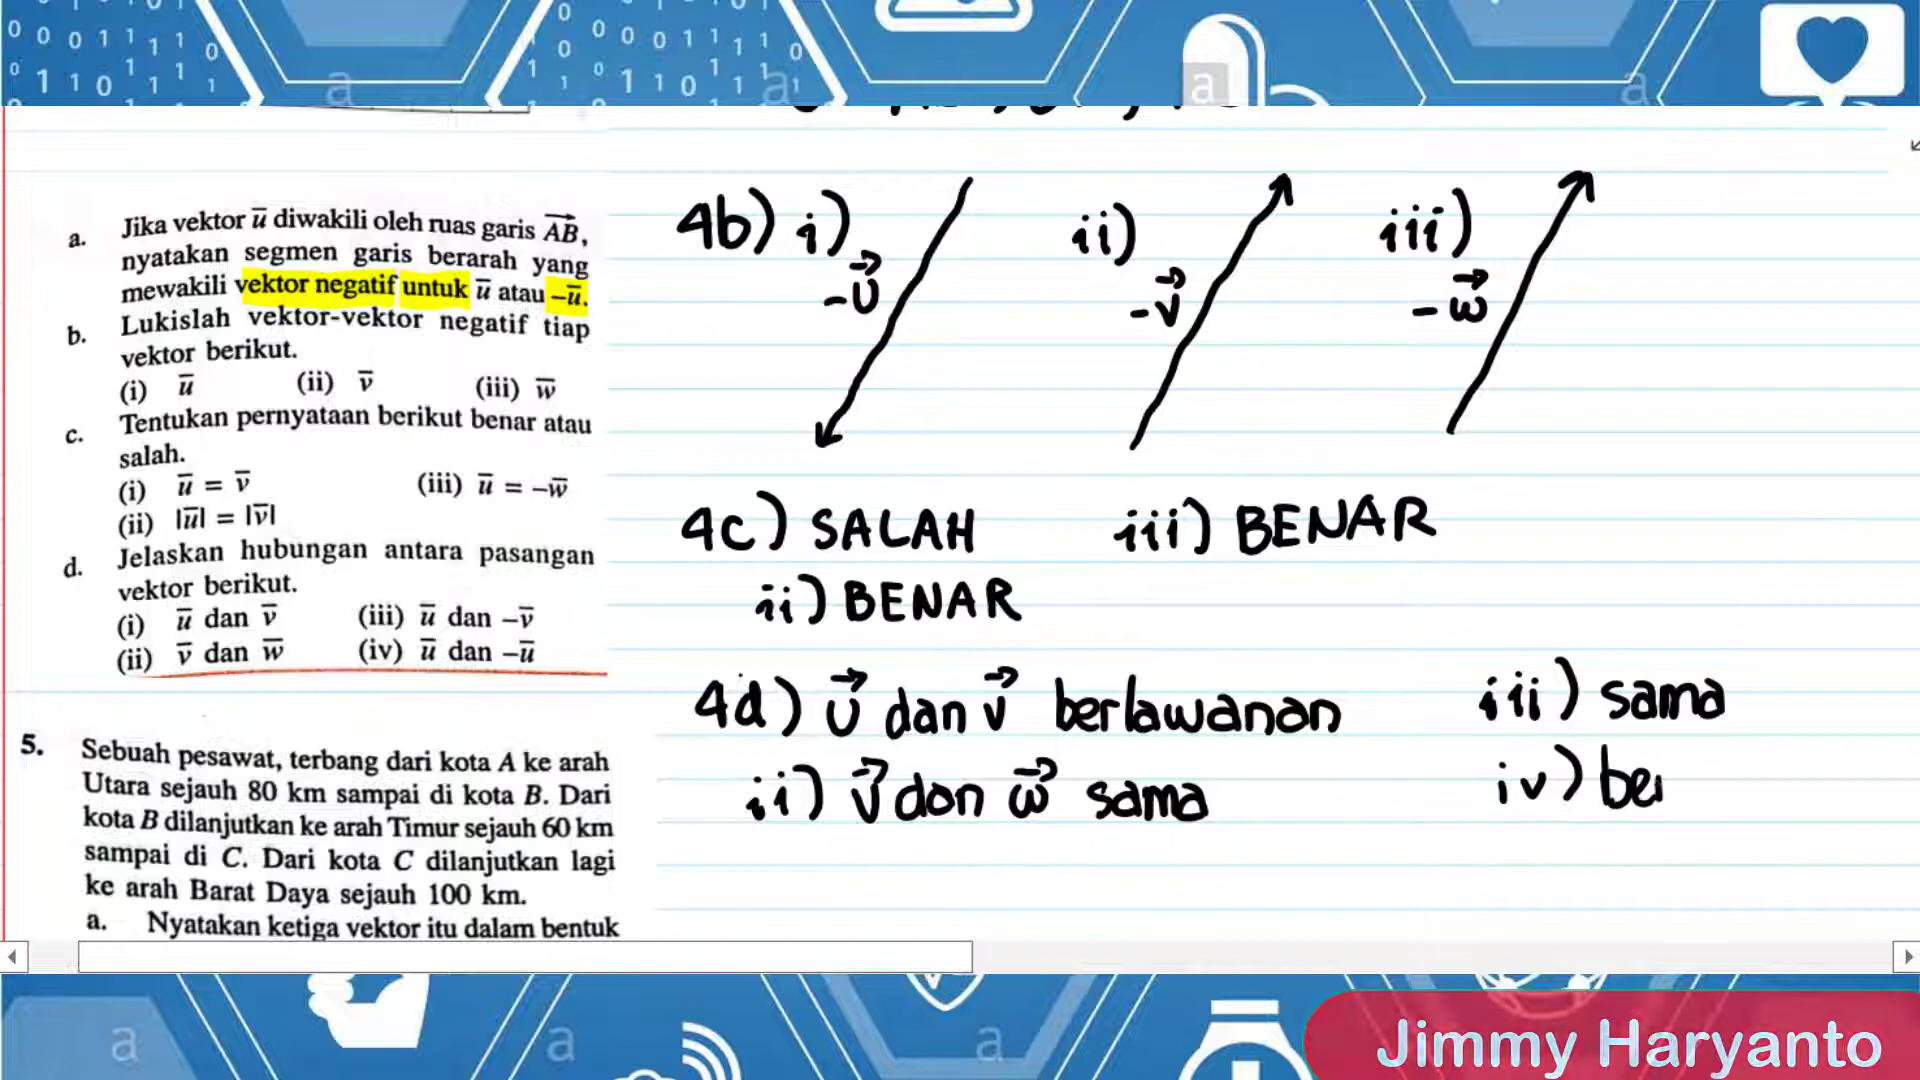 a. Jika vektor u̅ diwakili oleh ruas garis A⃗B⃗,
nyatakan segmen garis berarah yang
mewakili vektor negatif untuk u̅ atau –u̅.
b. Lukislah vektor-vektor negatif tiap
vektor berikut.
(i) u̅ (ii) v̅ (iii) w̅
c. Tentukan pernyataan berikut benar atau
salah.
(i) u̅ = v̅ (iii) u̅ = –w̅
(ii) |u̅| = |v̅|
d. Jelaskan hubungan antara pasangan
vektor berikut.
(i) u̅ dan v̅ (iii) u̅ dan –v̅
(ii) v̅ dan w̅ (iv) u̅ dan –u̅
5. Sebuah pesawat, terbang dari kota A ke arah
Utara sejauh 80 km sampai di kota B. Dari
kota B dilanjutkan ke arah Timur sejauh 60 km
sampai di C. Dari kota C dilanjutkan lagi
ke arah Barat Daya sejauh 100 km.
a. Nyatakan ketiga vektor itu dalam bentuk
4b) i) ii) iii)
-u⃗ -v⃗ -w⃗
4c) SALAH iii) BENAR
ii) BENAR
4d) u⃗ dan v⃗ berlawanan iii) sama
ii) v⃗ dan w⃗ sama iv) be
Jimmy Haryanto